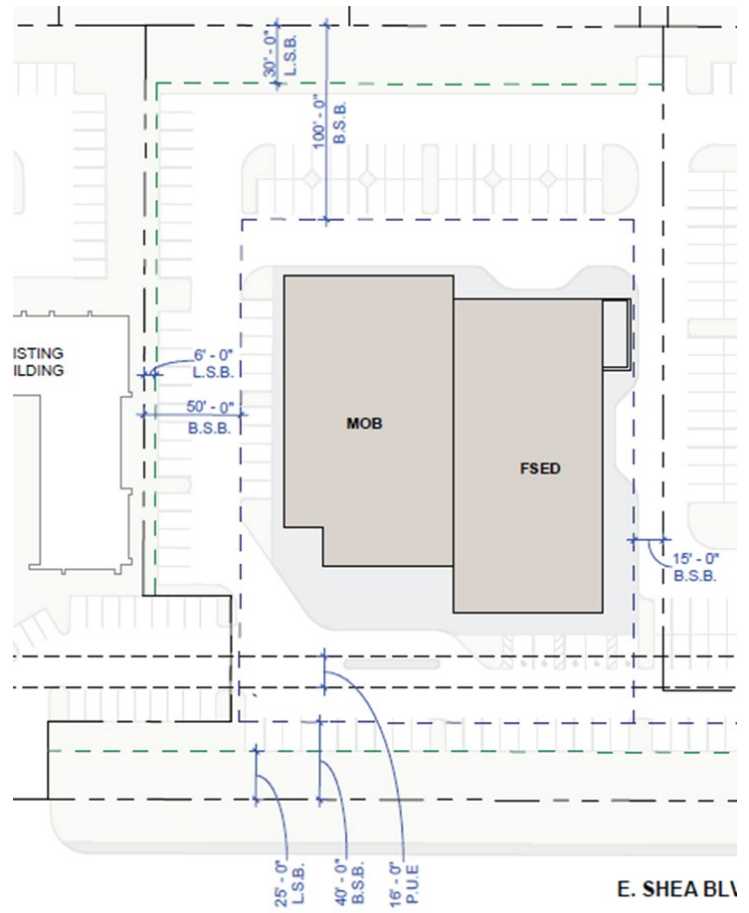 30' - 0"
L.S.B.
100' - 0"
B.S.B.
ISTING
ILDING
6' - 0"
L.S.B.
50' - 0"
B.S.B.
MOB
FSED
15' - 0"
B.S.B.
25' - 0"
L.S.B.
40' - 0"
B.S.B.
16' - 0"
P.U.E
E. SHEA BLV